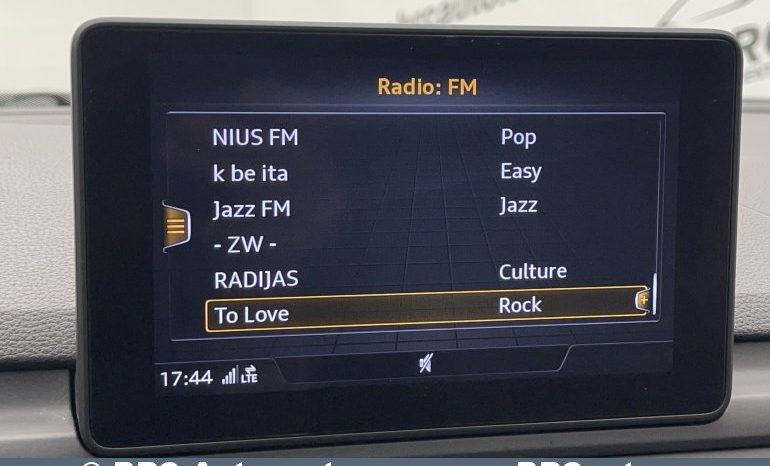 Radio: FM
NIUS FM Pop
k be ita Easy
Jazz FM Jazz
- ZW -
RADIJAS Culture
To Love Rock
17:44 LTE